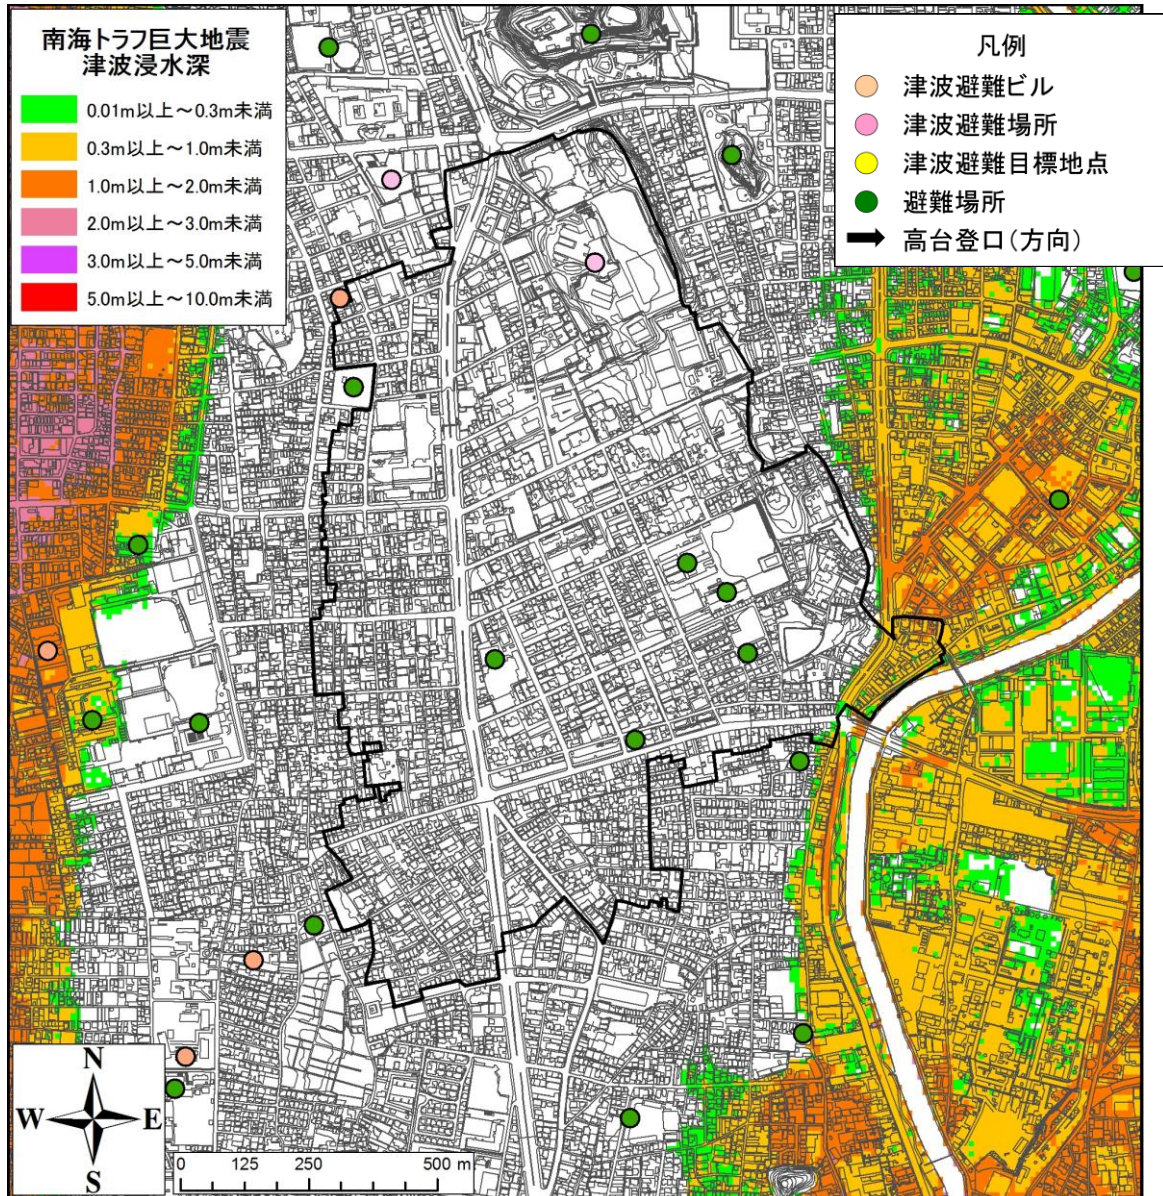 南海トラフ巨大地震
津波浸水深
0.01m以上～0.3m未満
0.3m以上～1.0m未満
1.0m以上～2.0m未満
2.0m以上～3.0m未満
3.0m以上～5.0m未満
5.0m以上～10.0m未満
凡例
津波避難ビル
津波避難場所
津波避難目標地点
避難場所
高台登口(方向)
N
W E
S
0 125 250 500 m